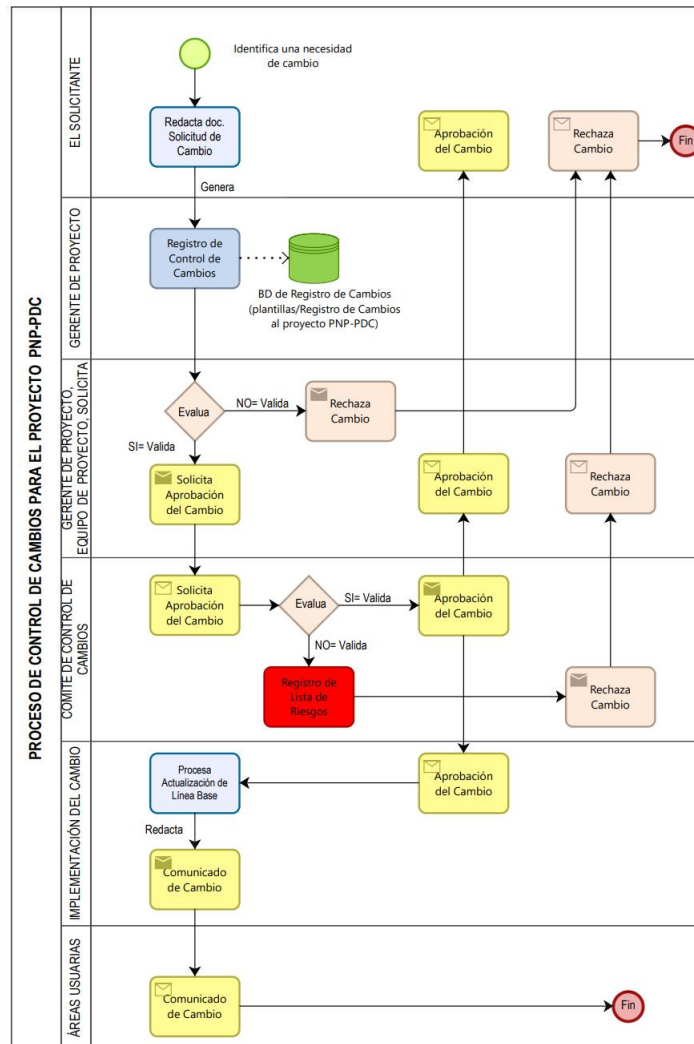 PROCESO DE CONTROL DE CAMBIOS PARA EL PROYECTO PNP-PDC
EL SOLICITANTE
Identifica una necesidad
de cambio
Redacta doc.
Solicitud de
Cambio
Aprobación
del Cambio
Rechaza
Cambio
Fin
Genera
GERENTE DE PROYECTO
Registro de
Control de
Cambios
BD de Registro de Cambios
(plantillas/Registro de Cambios
al proyecto PNP-PDC)
GERENTE DE PROYECTO,
EQUIPO DE PROYECTO, SOLICITA
Evalua
NO= Valida
Rechaza
Cambio
SI= Valida
Solicita
Aprobación
del Cambio
Aprobación
del Cambio
Rechaza
Cambio
COMITÉ DE CONTROL DE
CAMBIOS
Solicita
Aprobación
del Cambio
Evalua
SI= Valida
Aprobación
del Cambio
NO= Valida
Registro de
Lista de
Riesgos
Rechaza
Cambio
IMPLEMENTACIÓN DEL CAMBIO
Procesa
Actualización de
Línea Base
Aprobación
del Cambio
Redacta
Comunicado
de Cambio
ÁREAS USUARIAS
Comunicado
de Cambio
Fin